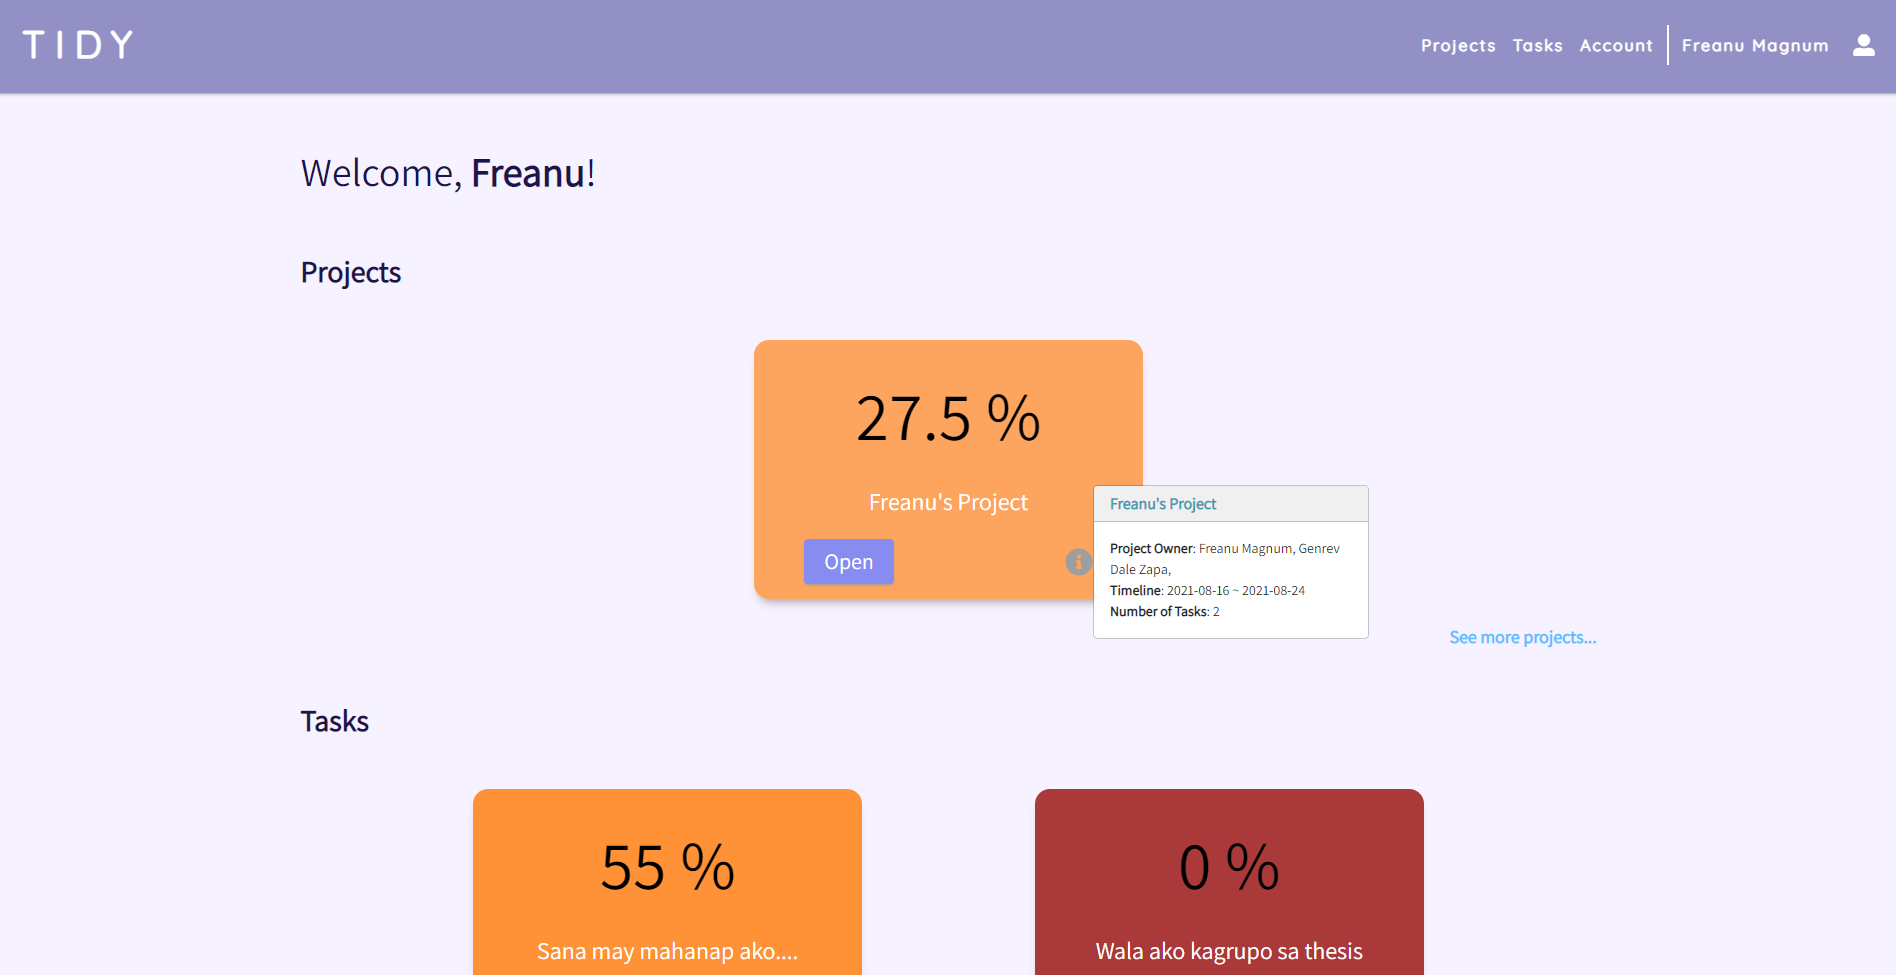 TIDY
Projects Tasks Account Freanu Magnum
Welcome, Freanu!
Projects
27.5 %
Freanu's Project
Open
Freanu's Project
Project Owner: Freanu Magnum, Genrev
Dale Zapa,
Timeline: 2021-08-16 ~ 2021-08-24
Number of Tasks: 2
See more projects...
Tasks
55 %
Sana may mahanap ako....
0 %
Wala ako kagrupo sa thesis